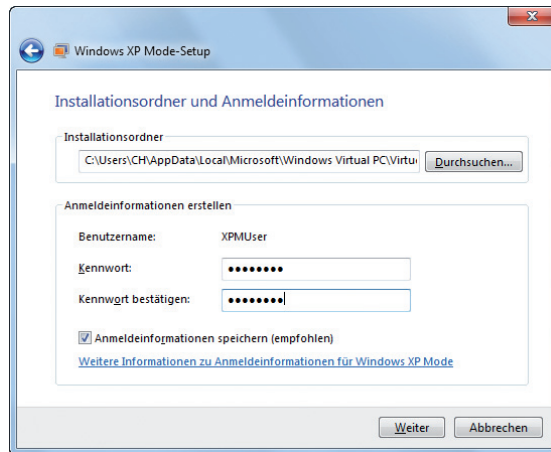 Windows XP Mode-Setup
Installationsordner und Anmeldeinformationen
Installationsordner
C:\Users\CH\AppData\Local\Microsoft\Windows Virtual PC\Virtu
Durchsuchen...
Anmeldeinformationen erstellen
Benutzername: XPMUser
Kennwort: ●●●●●●●●
Kennwort bestätigen: ●●●●●●●●
Anmeldeinformationen speichern (empfohlen)
Weitere Informationen zu Anmeldeinformationen für Windows XP Mode
Weiter Abbrechen